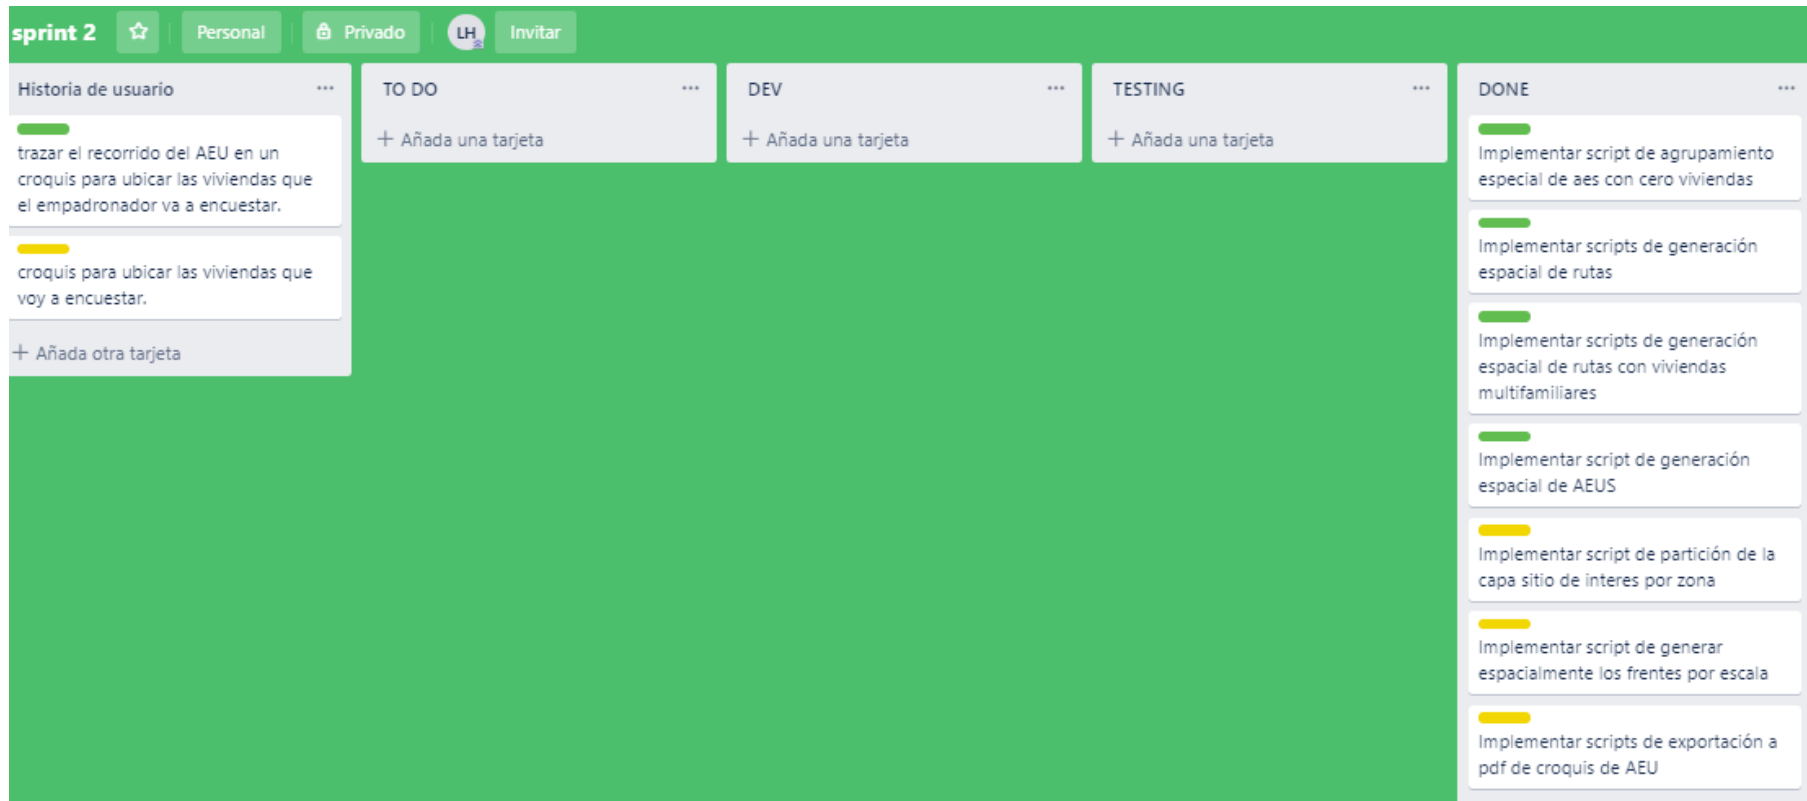 sprint 2
Personal
Privado
LH
Invitar
Historia de usuario
trazar el recorrido del AEU en un
croquis para ubicar las viviendas que
el empadronador va a encuestar.
croquis para ubicar las viviendas que
voy a encuestar.
+ Añada otra tarjeta
TO DO
+ Añada una tarjeta
DEV
+ Añada una tarjeta
TESTING
+ Añada una tarjeta
DONE
Implementar script de agrupamiento
especial de aes con cero viviendas
Implementar scripts de generación
espacial de rutas
Implementar scripts de generación
espacial de rutas con viviendas
multifamiliares
Implementar script de generación
espacial de AEUS
Implementar script de partición de la
capa sitio de interes por zona
Implementar script de generar
espacialmente los frentes por escala
Implementar scripts de exportación a
pdf de croquis de AEU